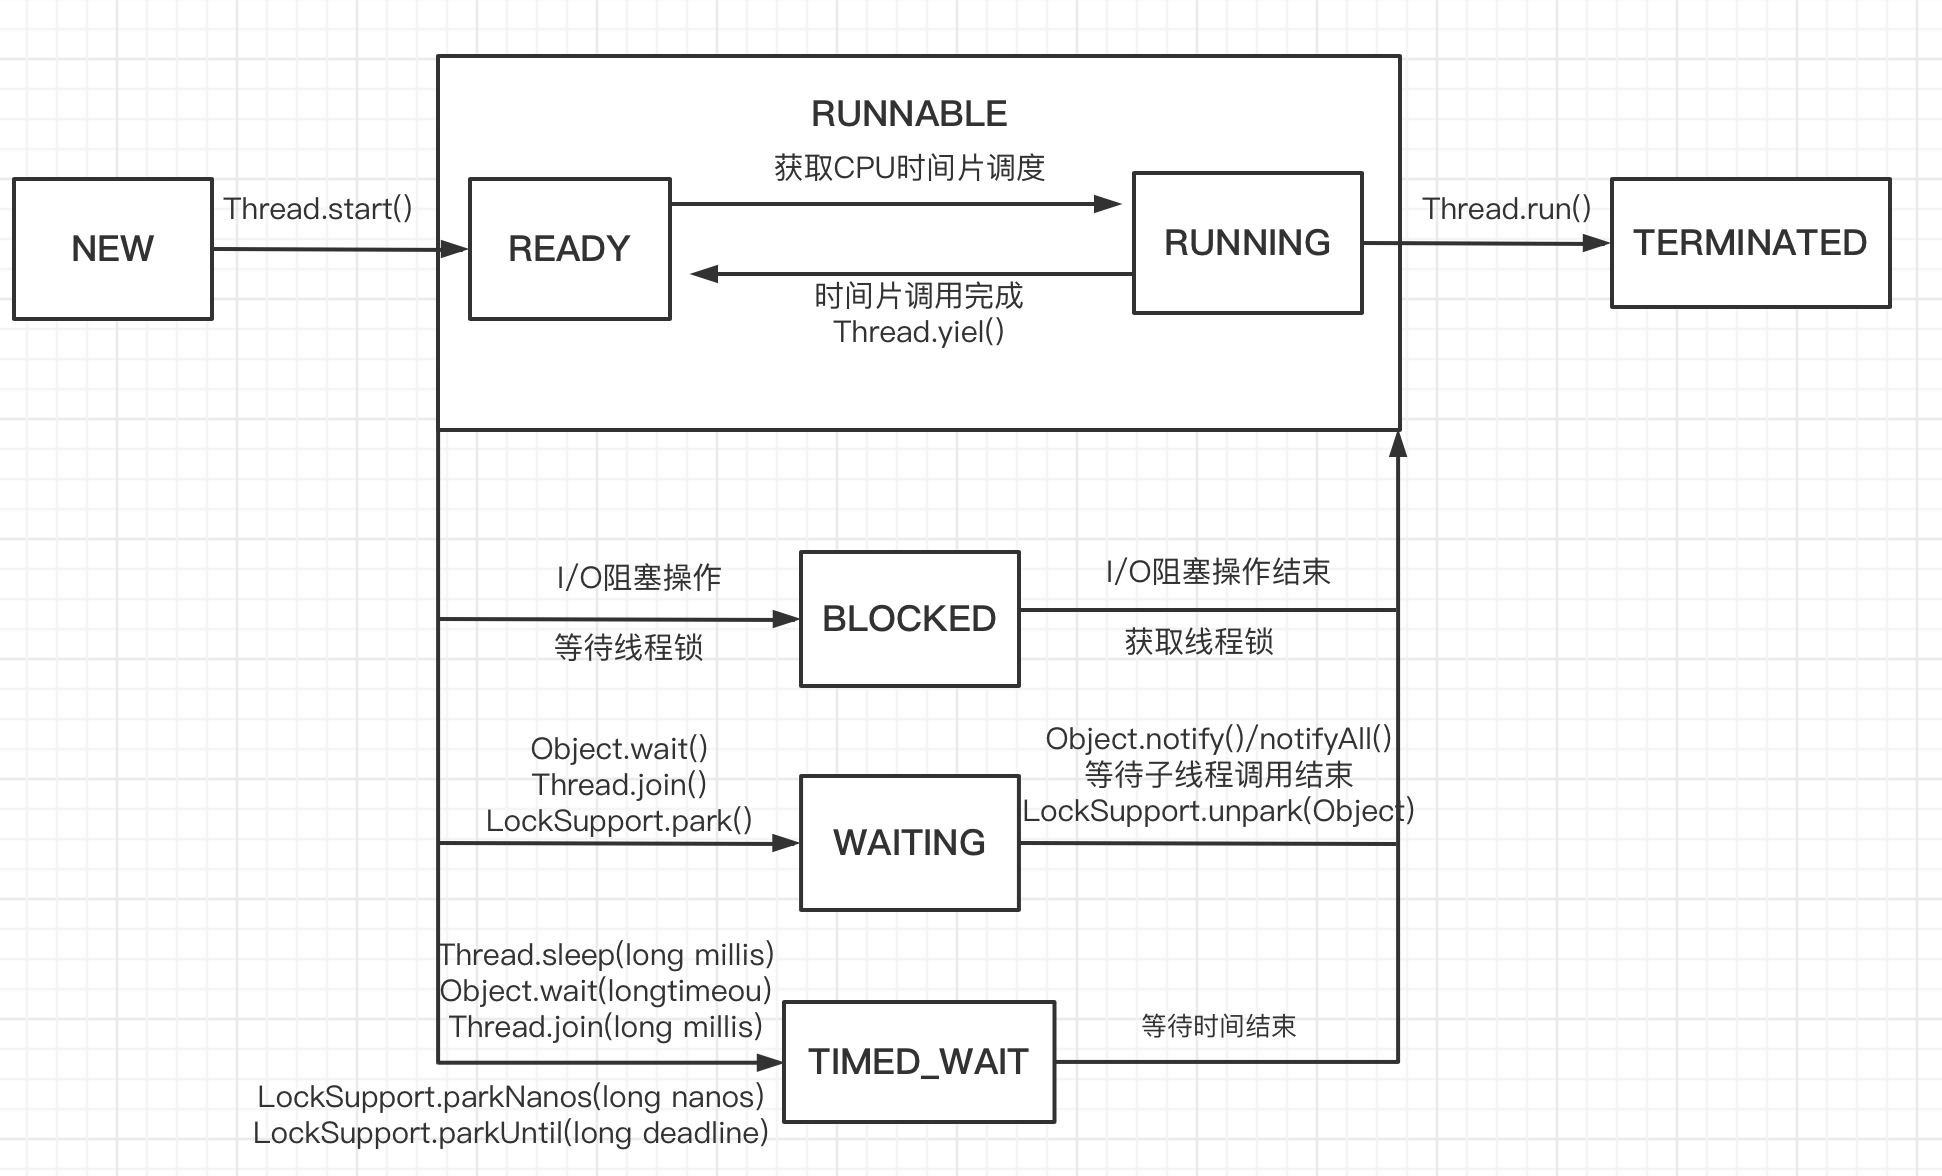 RUNNABLE
获取CPU时间片调度
NEW
Thread.start()
READY
RUNNING
Thread.run()
TERMINATED
时间片调用完成
Thread.yiel()
I/O阻塞操作
等待线程锁
BLOCKED
I/O阻塞操作结束
获取线程锁
Object.wait()
Thread.join()
LockSupport.park()
WAITING
Object.notify()/notifyAll()
等待子线程调用结束
LockSupport.unpark(Object)
Thread.sleep(long millis)
Object.wait(longtimeou)
Thread.join(long millis)
TIMED_WAIT
等待时间结束
LockSupport.parkNanos(long nanos)
LockSupport.parkUntil(long deadline)